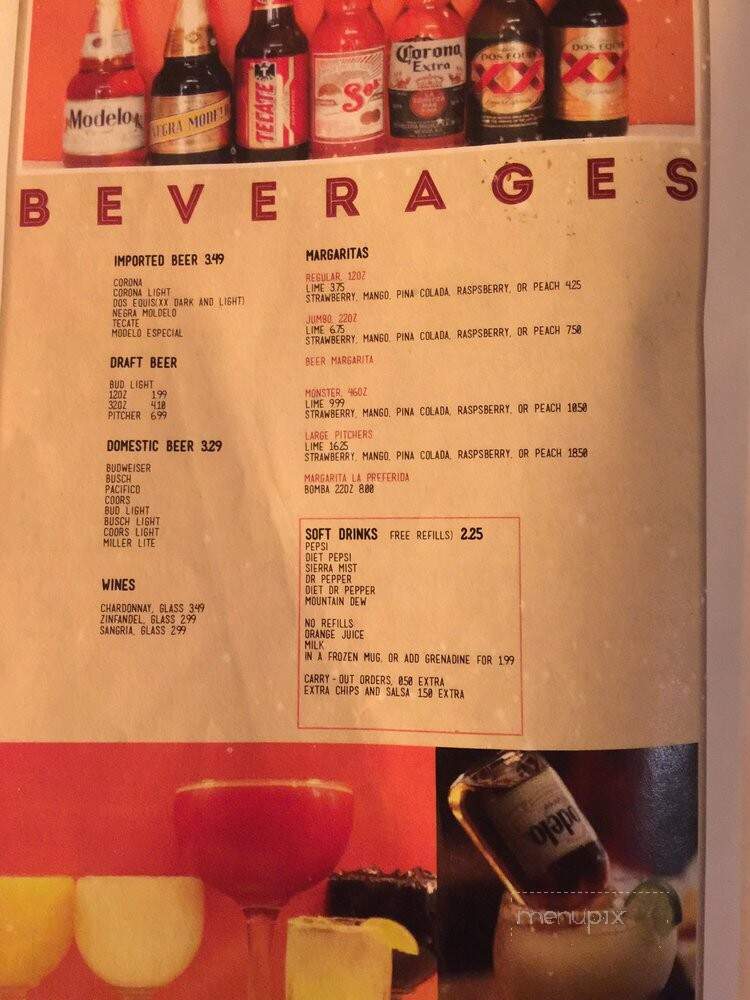 Modelo
NEGRA MODELO
TECATE
Sol
Corona
Extra
DOS EQUIS
XX
DOS EQUIS
XX
BEVERAGES
IMPORTED BEER 3.49
CORONA
CORONA LIGHT
DOS EQUIS(XX DARK AND LIGHT)
NEGRA MOLDELO
TECATE
MODELO ESPECIAL
DRAFT BEER
BUD LIGHT
12OZ 1.99
32OZ 4.10
PITCHER 6.99
DOMESTIC BEER 3.29
BUDWEISER
BUSCH
PACIFICO
COORS
BUD LIGHT
BUSCH LIGHT
COORS LIGHT
MILLER LITE
WINES
CHARDONNAY, GLASS 3.49
ZINFANDEL, GLASS 2.99
SANGRIA, GLASS 2.99
MARGARITAS
REGULAR, 12OZ
LIME 3.75
STRAWBERRY, MANGO, PINA COLADA, RASPSBERRY, OR PEACH 4.25
JUMBO, 22OZ
LIME 6.75
STRAWBERRY, MANGO, PINA COLADA, RASPSBERRY, OR PEACH 7.50
BEER MARGARITA
MONSTER, 46OZ
LIME 9.99
STRAWBERRY, MANGO, PINA COLADA, RASPSBERRY, OR PEACH 10.50
LARGE PITCHERS
LIME 16.25
STRAWBERRY, MANGO, PINA COLADA, RASPSBERRY, OR PEACH 18.50
MARGARITA LA PREFERIDA
BOMBA 22OZ 8.00
SOFT DRINKS FREE REFILLS) 2.25
PEPSI
DIET PEPSI
SIERRA MIST
DR PEPPER
DIET DR PEPPER
MOUNTAIN DEW
NO REFILLS
ORANGE JUICE
MILK
IN A FROZEN MUG, OR ADD GRENADINE FOR 1.99
CARRY-OUT ORDERS, 0.50 EXTRA
EXTRA CHIPS AND SALSA 1.50 EXTRA
odelo
menupix